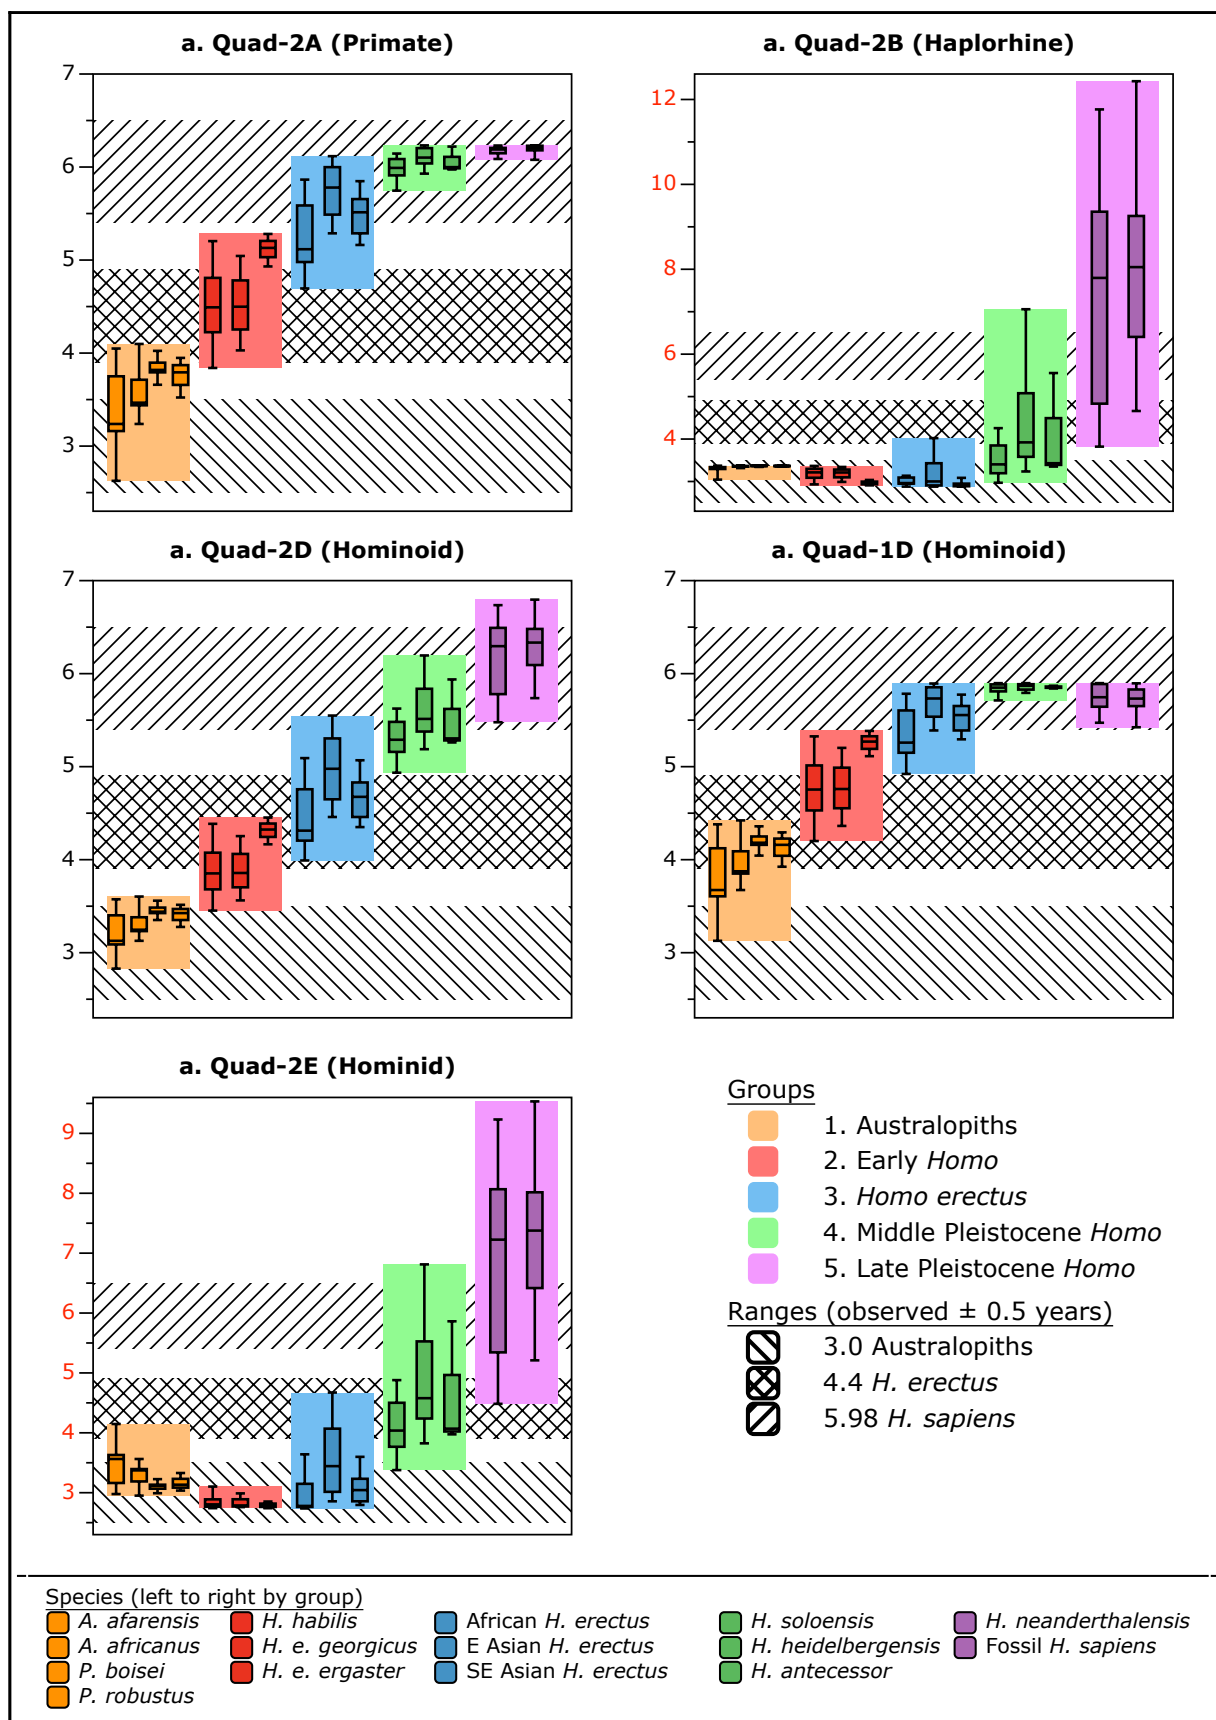 a. Quad-2A (Primate)
7
6
5
4
3
a. Quad-2B (Haplorhine)
12
10
8
6
4
a. Quad-2D (Hominoid)
7
6
5
4
3
a. Quad-1D (Hominoid)
7
6
5
4
3
a. Quad-2E (Hominid)
9
8
7
6
5
4
3
Groups
1. Australopiths
2. Early Homo
3. Homo erectus
4. Middle Pleistocene Homo
5. Late Pleistocene Homo
Ranges (observed ± 0.5 years)
3.0 Australopiths
4.4 H. erectus
5.98 H. sapiens
Species (left to right by group)
A. afarensis
A. africanus
P. boisei
P. robustus
H. habilis
H. e. georgicus
H. e. ergaster
African H. erectus
E Asian H. erectus
SE Asian H. erectus
H. soloensis
H. heidelbergensis
H. antecessor
H. neanderthalensis
Fossil H. sapiens